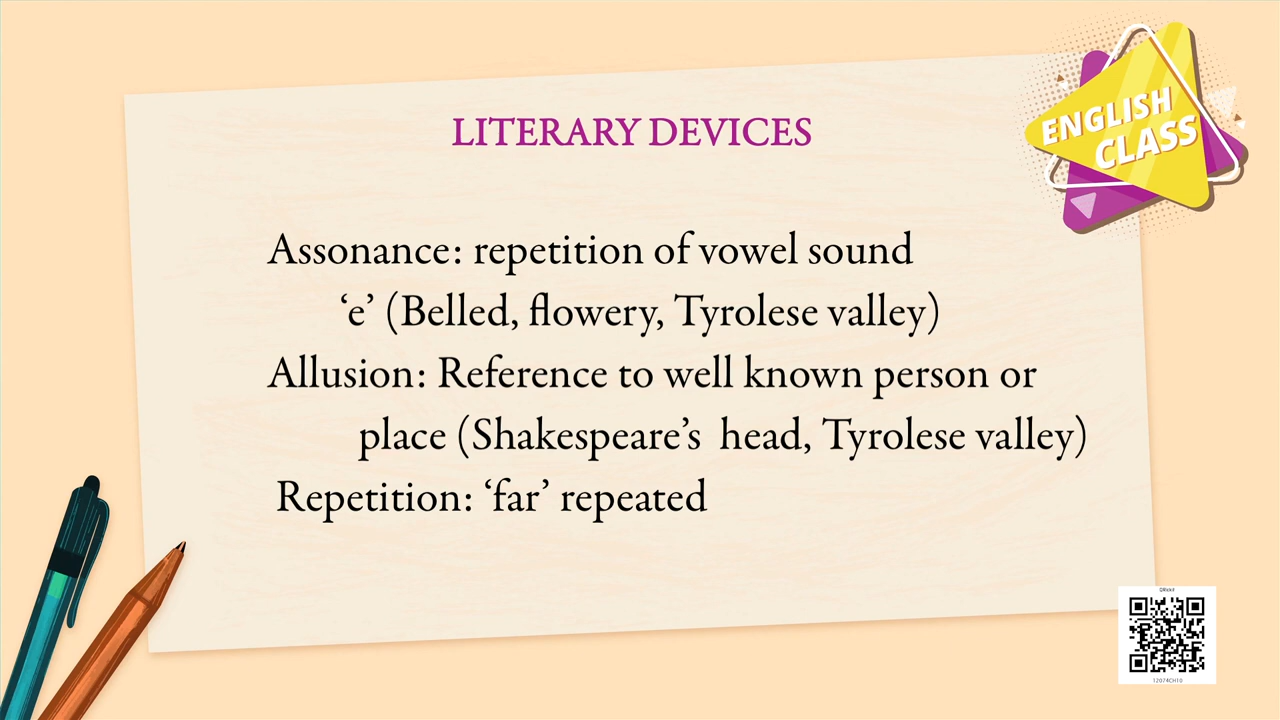 LITERARY DEVICES
ENGLISH
CLASS
Assonance: repetition of vowel sound
‘e’ (Belled, flowery, Tyrolese valley)
Allusion: Reference to well known person or
place (Shakespeare’s head, Tyrolese valley)
Repetition: ‘far’ repeated
12074CH10